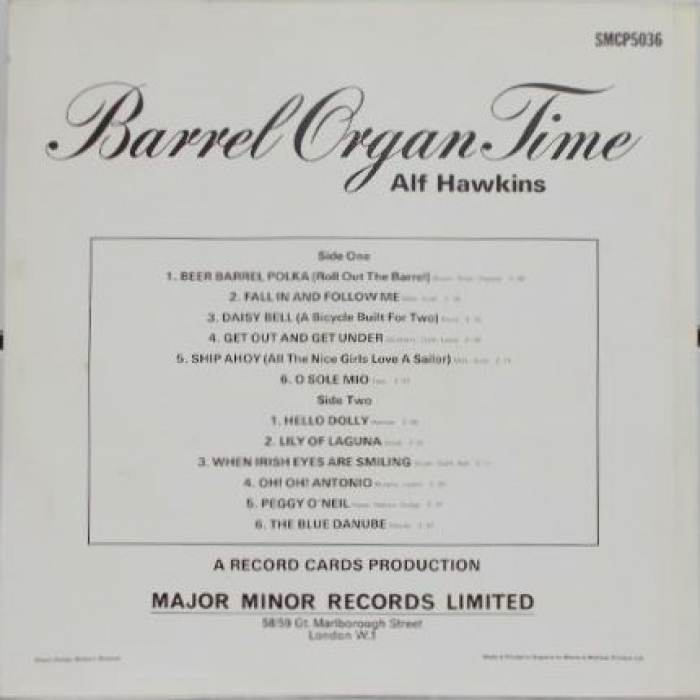 SMCP5036
Barrel Organ Time
Alf Hawkins
Side One
1. BEER BARREL POLKA (Roll Out The Barrel)
2. FALL IN AND FOLLOW ME
3. DAISY BELL (A Bicycle Built For Two)
4. GET OUT AND GET UNDER
5. SHIP AHOY (All The Nice Girls Love A Sailor)
6. O SOLE MIO
Side Two
1. HELLO DOLLY
2. LILY OF LAGUNA
3. WHEN IRISH EYES ARE SMILING
4. OH! OH! ANTONIO
5. PEGGY O'NEIL
6. THE BLUE DANUBE
A RECORD CARDS PRODUCTION
MAJOR MINOR RECORDS LIMITED
58/59 Gt. Marlborough Street
London W.1